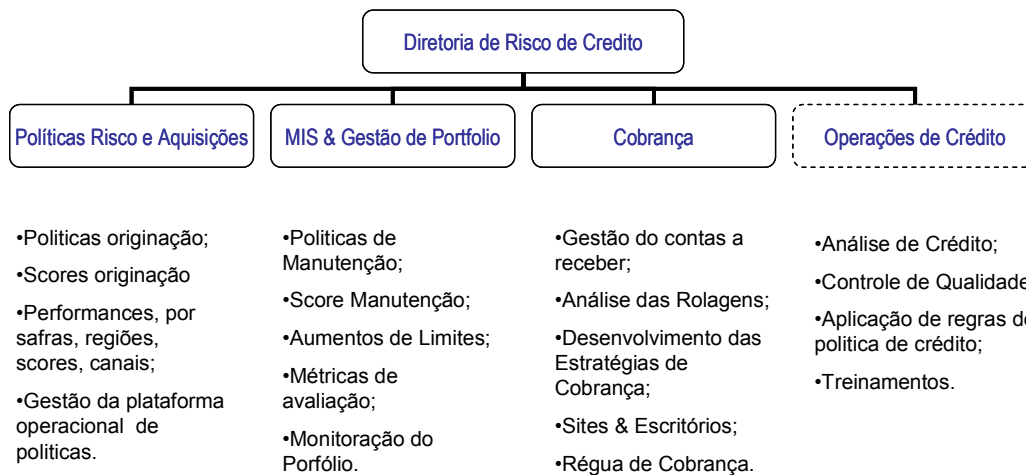 Diretoria de Risco de Credito
Políticas Risco e Aquisições
MIS & Gestão de Portfolio
Cobrança
Operações de Crédito
•Politicas originação;
•Scores originação
•Performances, por
safras, regiões,
scores, canais;
•Gestão da plataforma
operacional de
politicas.
•Politicas de
Manutenção;
•Score Manutenção;
•Aumentos de Limites;
•Métricas de
avaliação;
•Monitoração do
Porfólio.
•Gestão do contas a
receber;
•Análise das Rolagens;
•Desenvolvimento das
Estratégias de
Cobrança;
•Sites & Escritórios;
•Régua de Cobrança.
•Análise de Crédito;
•Controle de Qualidade
•Aplicação de regras de
politica de crédito;
•Treinamentos.